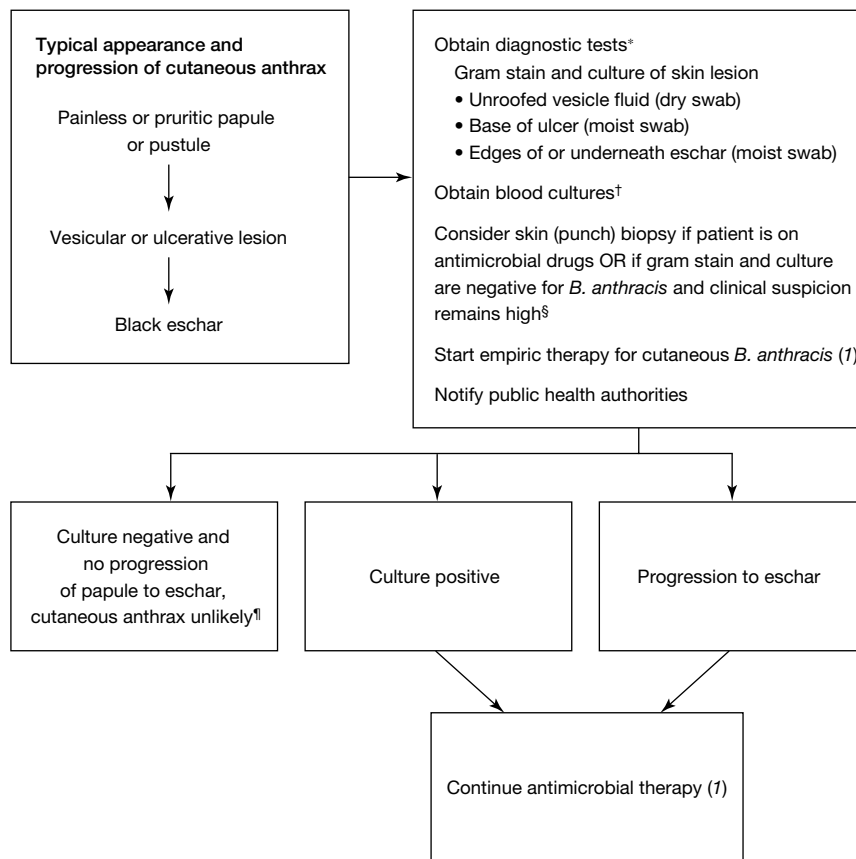 Typical appearance and
progression of cutaneous anthrax
Painless or pruritic papule
or pustule
Vesicular or ulcerative lesion
Black eschar
Obtain diagnostic tests*
Gram stain and culture of skin lesion
• Unroofed vesicle fluid (dry swab)
• Base of ulcer (moist swab)
• Edges of or underneath eschar (moist swab)
Obtain blood cultures†
Consider skin (punch) biopsy if patient is on
antimicrobial drugs OR if gram stain and culture
are negative for B. anthracis and clinical suspicion
remains high§
Start empiric therapy for cutaneous B. anthracis (1)
Notify public health authorities
Culture negative and
no progression
of papule to eschar,
cutaneous anthrax unlikely¶
Culture positive
Progression to eschar
Continue antimicrobial therapy (1)